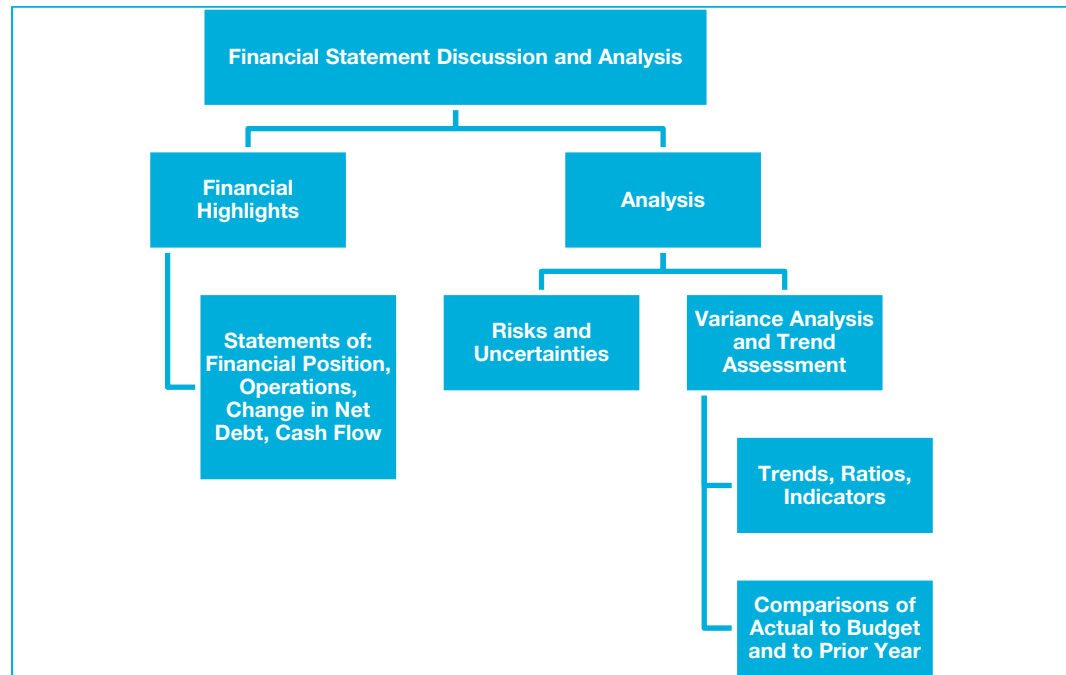 Financial Statement Discussion and Analysis
Financial
Highlights
Analysis
Statements of:
Financial Position,
Operations,
Change in Net
Debt, Cash Flow
Risks and
Uncertainties
Variance Analysis
and Trend
Assessment
Trends, Ratios,
Indicators
Comparisons of
Actual to Budget
and to Prior Year